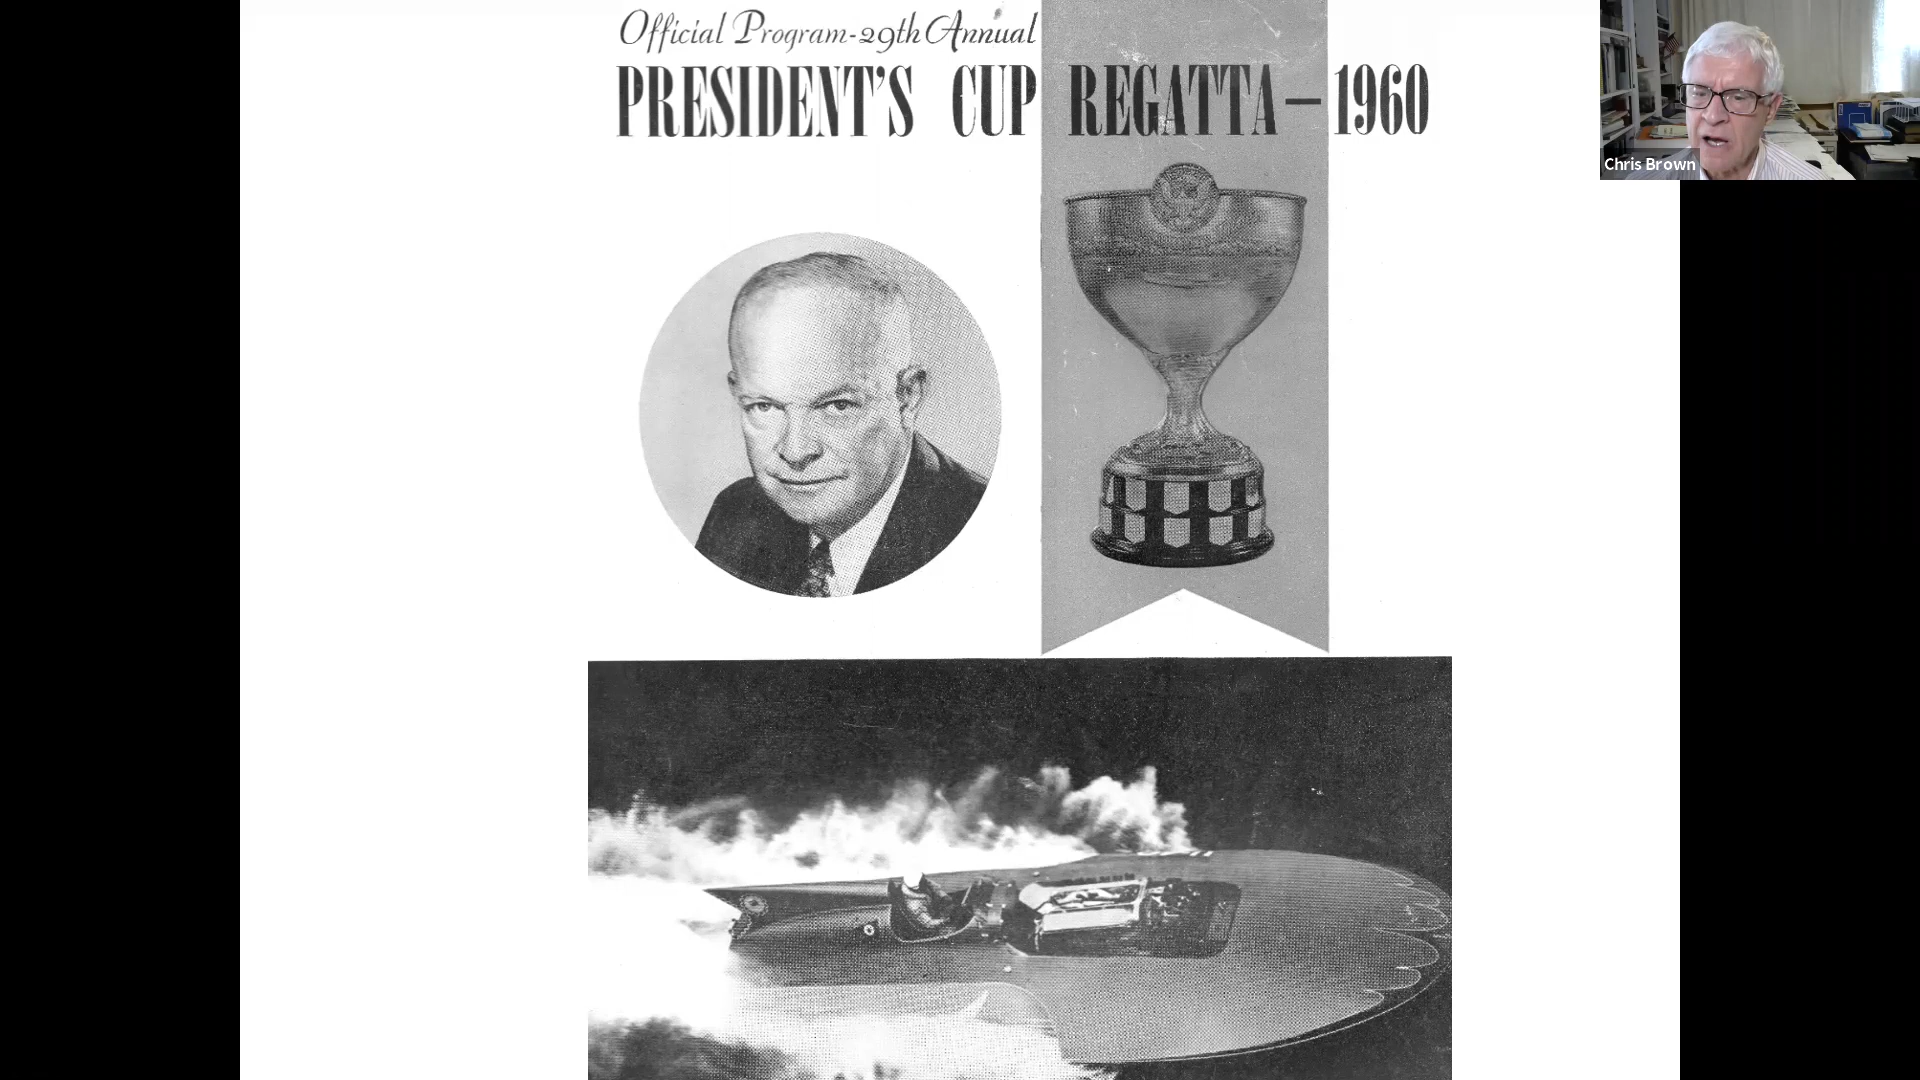 Official Program-29th Annual
PRESIDENT'S CUP REGATTA—1960
Chris Brown